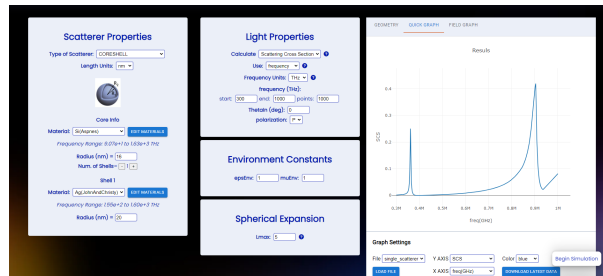 Scatterer Properties
Type of Scatterer: CORESHELL
Length Units: nm
Core Info
Material: Si(Aspnes) EDIT MATERIALS
Frequency Range: 9.07e+1 to 1.63e+3 THz
Radius (nm) = 16
Num. of Shells= - 1 +
Shell 1
Material: Ag(JohnAndChristy) EDIT MATERIALS
Frequency Range: 1.55e+2 to 1.60e+3 THz
Radius (nm) = 20
Light Properties
Calculate Scattering Cross Section ?
Use: frequency ?
Frequency Units: THz ?
frequency (THz):
start: 300 end: 1000 points: 1000
ThetaIn (deg): 0
polarization: P
Environment Constants
epsEnv: 1 muEnv: 1
Spherical Expansion
Lmax: 5 ?
GEOMETRY QUICK GRAPH FIELD GRAPH
Results
SCS
0.4
0.3
0.2
0.1
0
0.3M 0.4M 0.5M 0.6M 0.7M 0.8M 0.9M 1M
freq(GHz)
Graph Settings
File single_scatterer Y AXIS SCS Color blue
LOAD FILE X AXIS freq(GHz) DOWNLOAD LATEST DATA
Begin Simulation